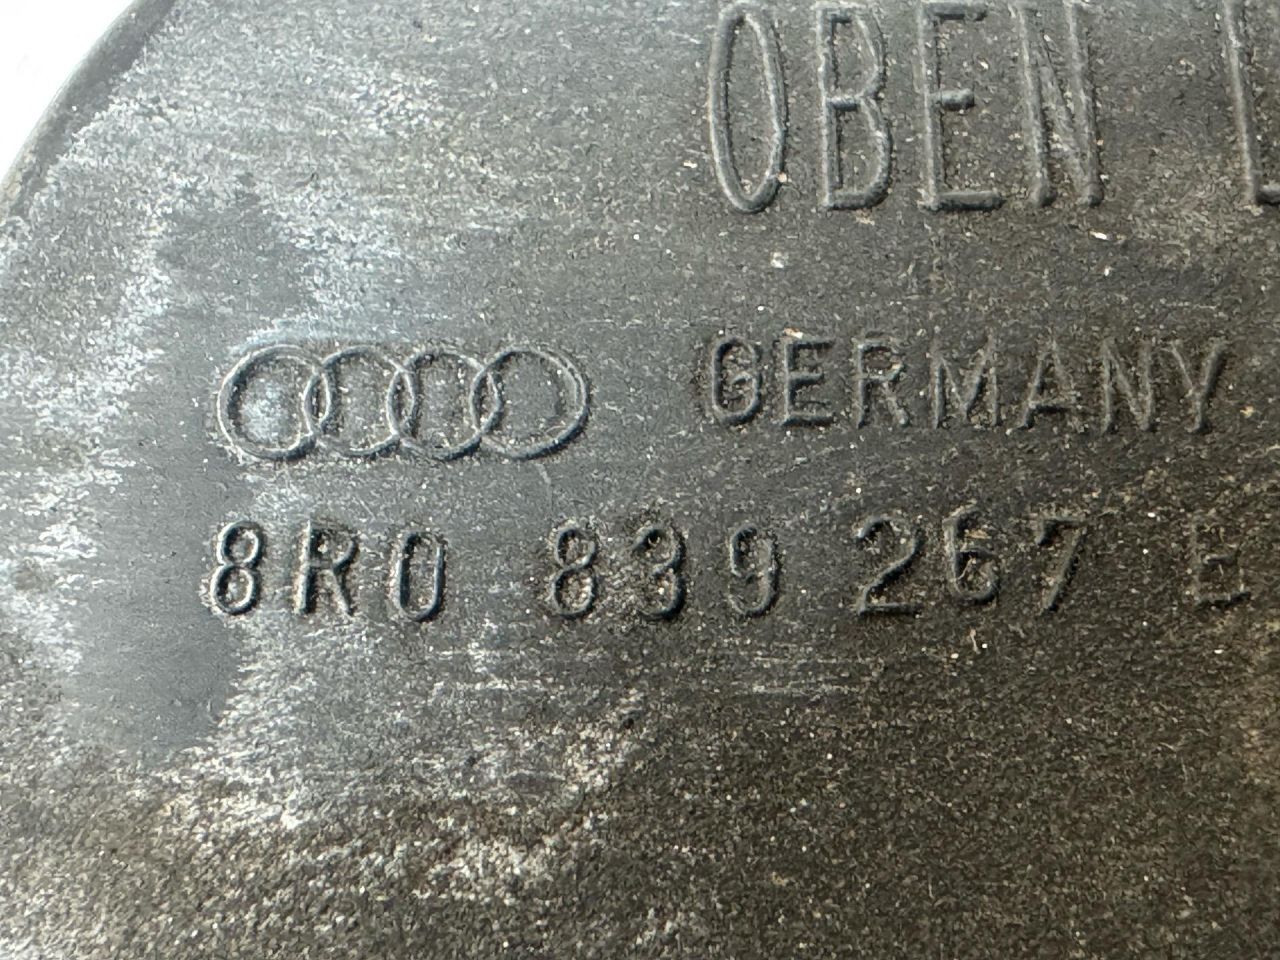 OBEN L
GERMANY
8R0 839 267 E